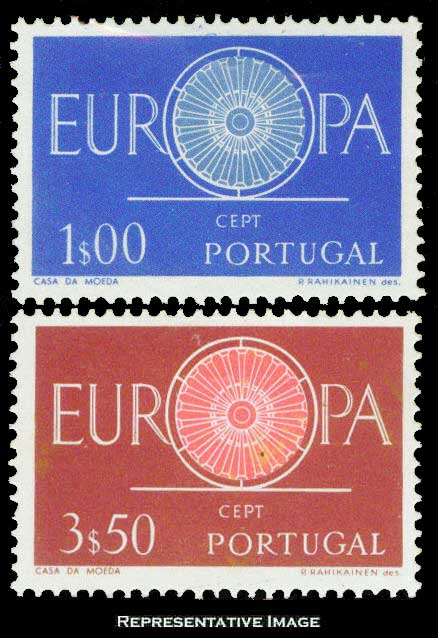 EUROPA
CEPT
1$00 PORTUGAL
CASA DA MOEDA P. RAHIKAINEN des.
EUROPA
CEPT
3$50 PORTUGAL
CASA DA MOEDA P. RAHIKAINEN des.
REPRESENTATIVE IMAGE